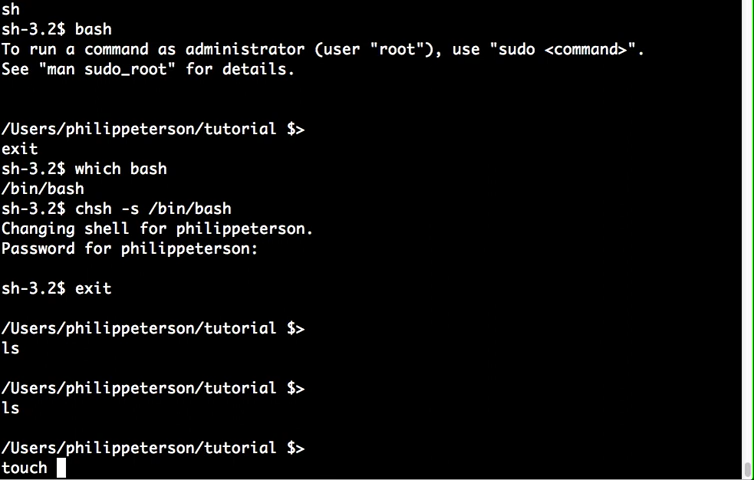 sh
sh-3.2$ bash
To run a command as administrator (user "root"), use "sudo <command>".
See "man sudo_root" for details.
/Users/philippeterson/tutorial $>
exit
sh-3.2$ which bash
/bin/bash
sh-3.2$ chsh -s /bin/bash
Changing shell for philippeterson.
Password for philippeterson:
sh-3.2$ exit
/Users/philippeterson/tutorial $>
ls
/Users/philippeterson/tutorial $>
ls
/Users/philippeterson/tutorial $>
touch